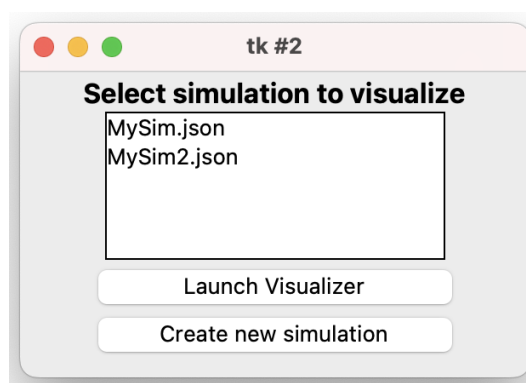 tk #2
Select simulation to visualize
MySim.json
MySim2.json
Launch Visualizer
Create new simulation